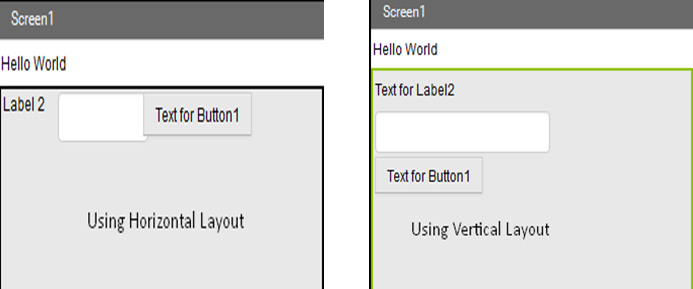 Screen1
Hello World
Label 2
Text for Button1
Using Horizontal Layout
Screen1
Hello World
Text for Label2
Text for Button1
Using Vertical Layout